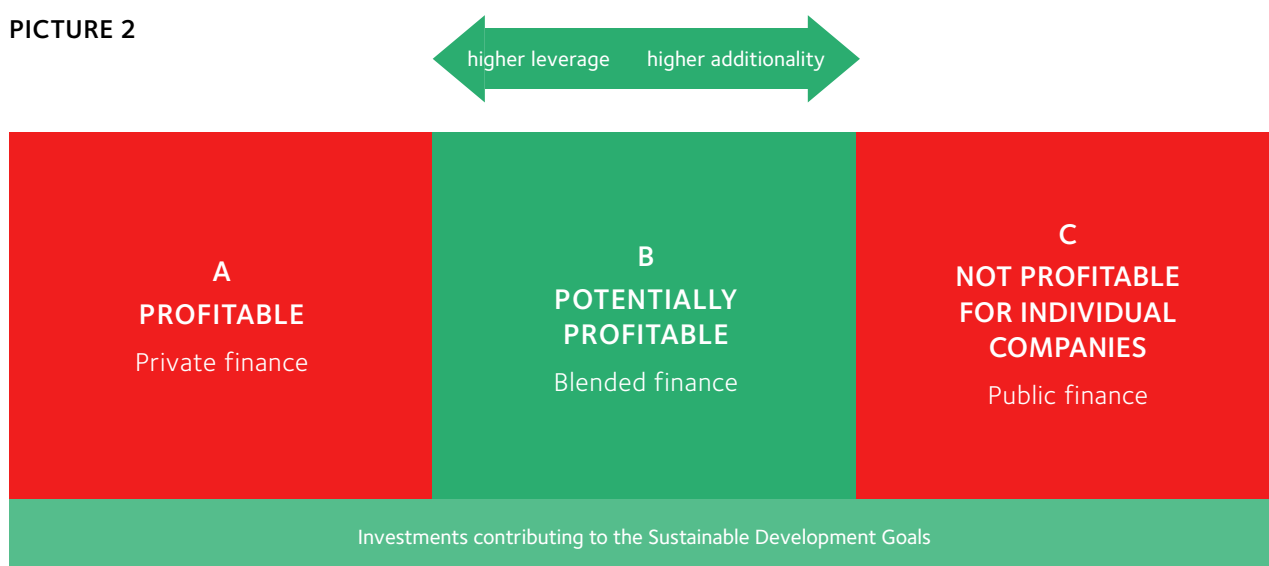 PICTURE 2
higher leverage higher additionality
A
PROFITABLE
Private finance
B
POTENTIALLY
PROFITABLE
Blended finance
C
NOT PROFITABLE
FOR INDIVIDUAL
COMPANIES
Public finance
Investments contributing to the Sustainable Development Goals